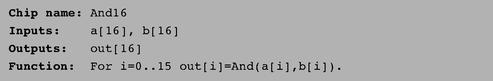 Chip name: And16
Inputs: a[16], b[16]
Outputs: out[16]
Function: For i=0..15 out[i]=And(a[i],b[i]).